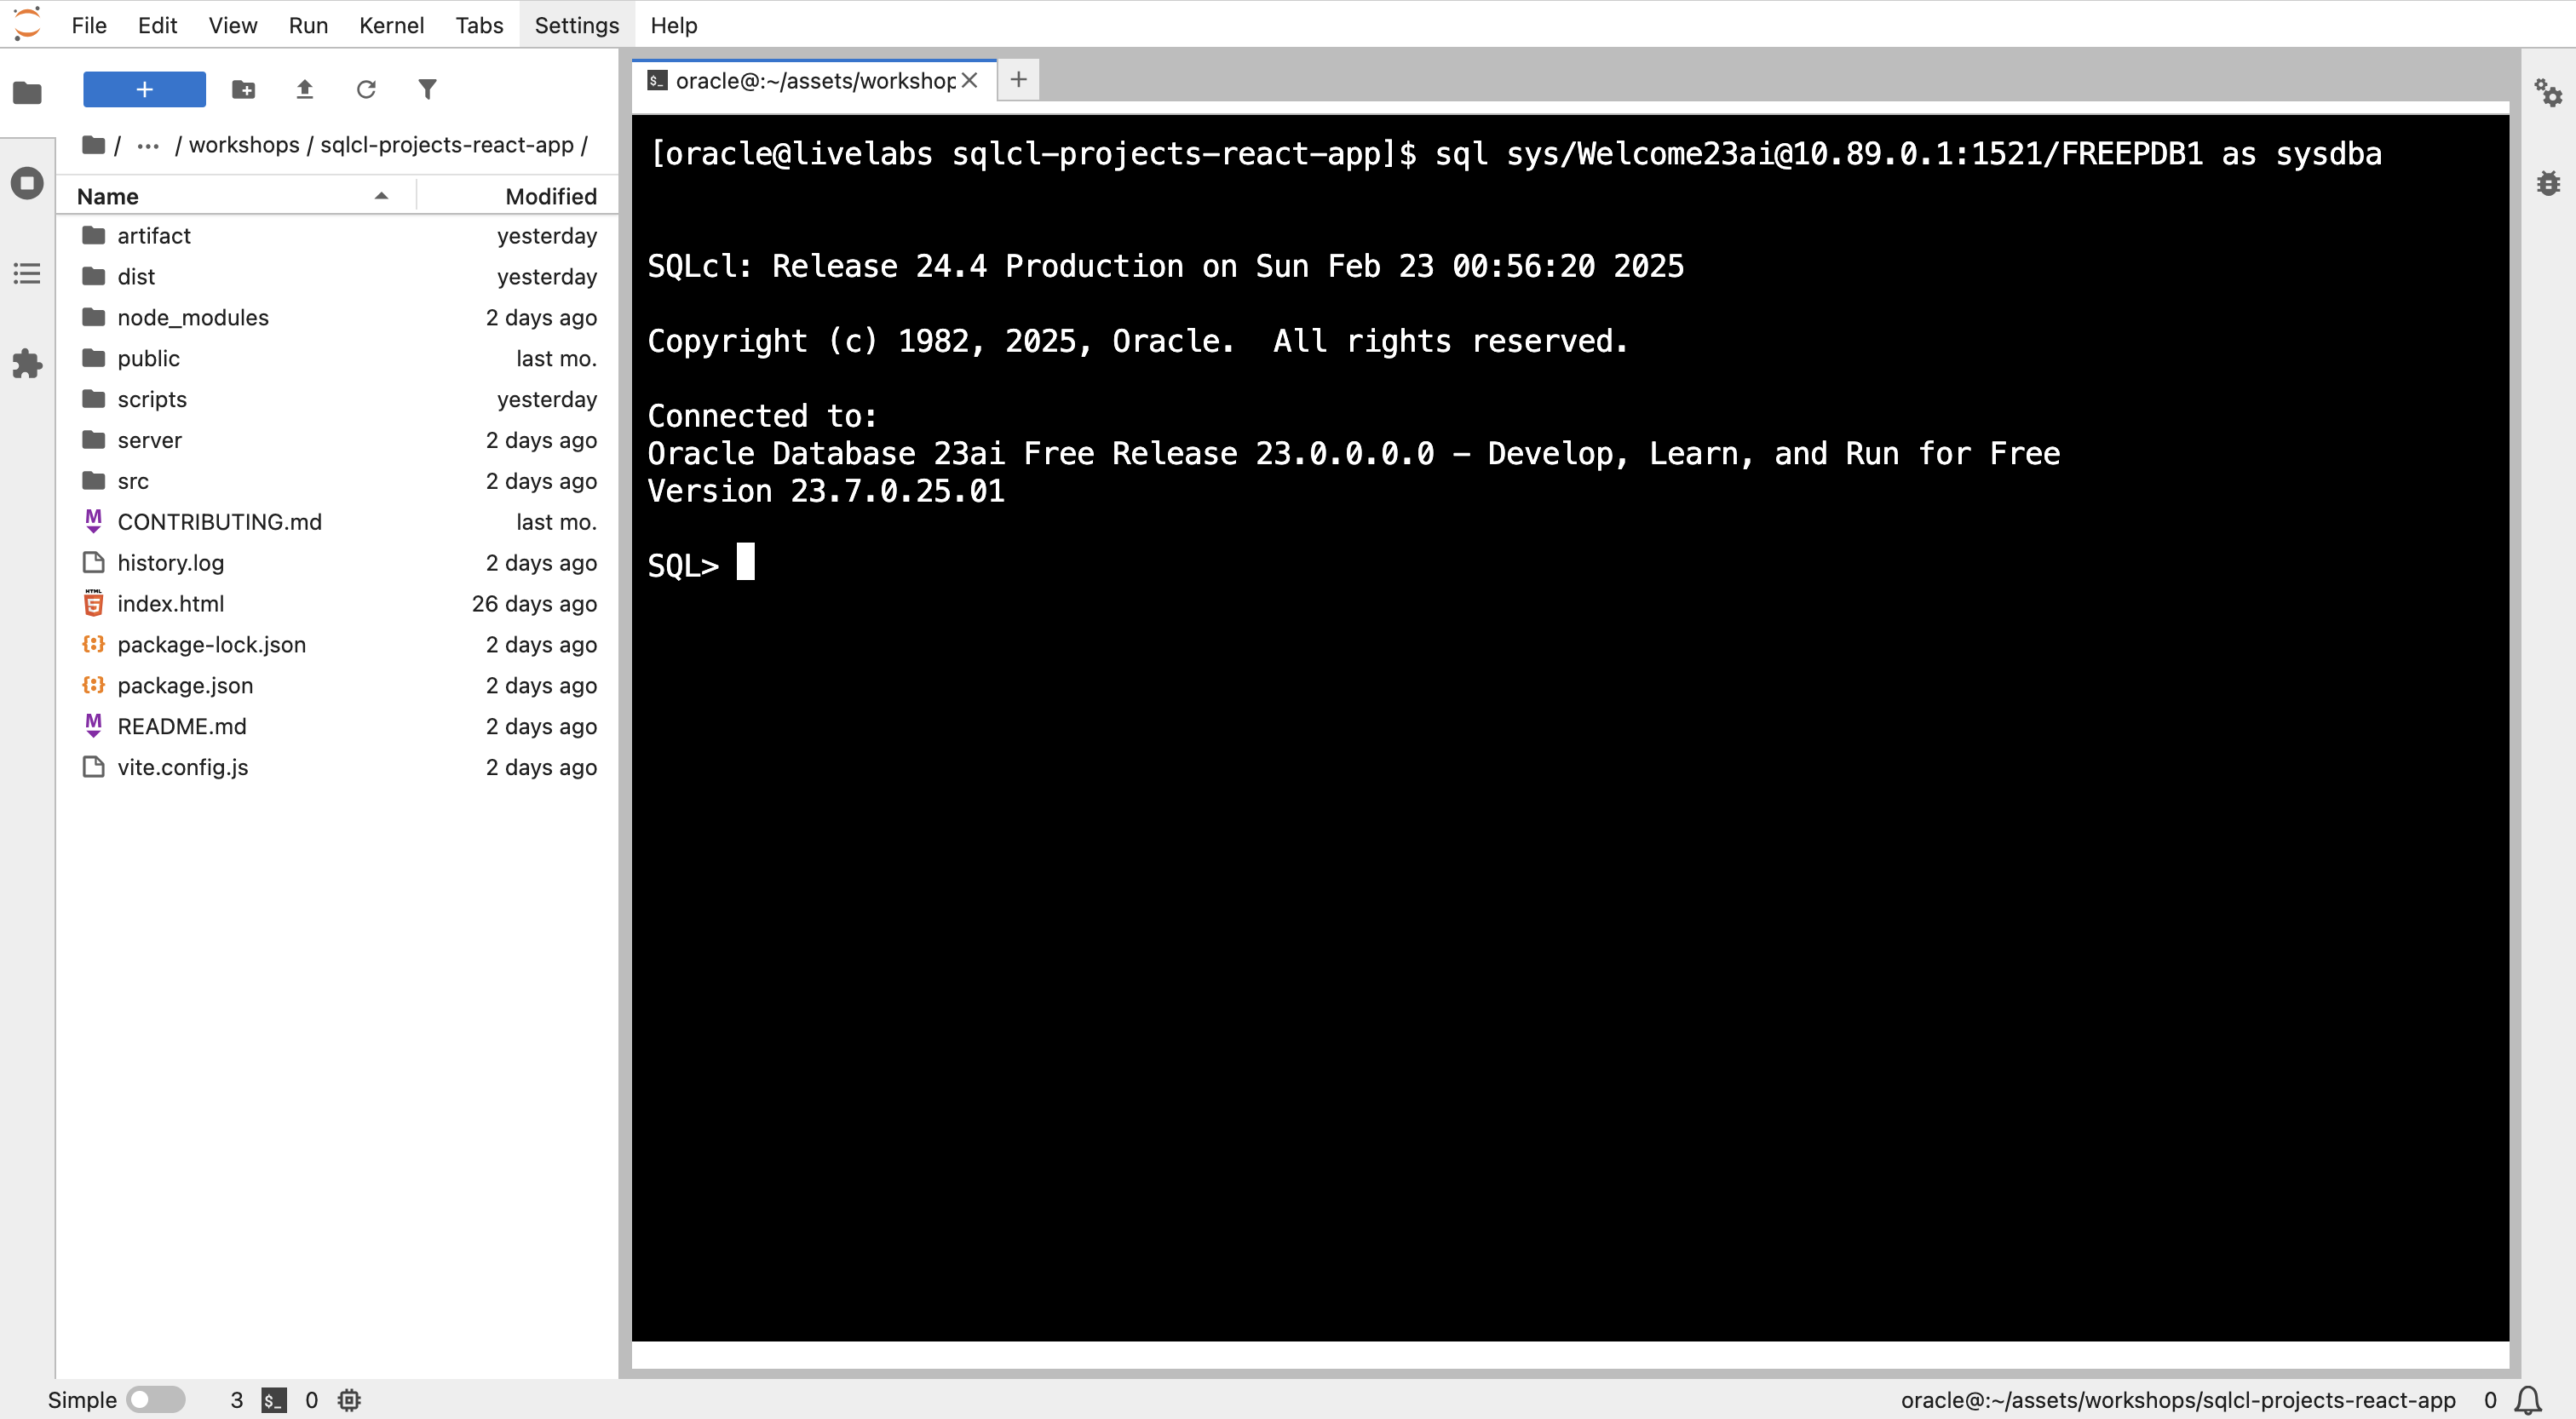 File Edit View Run Kernel Tabs Settings Help
/ ... / workshops / sqlcl-projects-react-app /
Name Modified
artifact yesterday
dist yesterday
node_modules 2 days ago
public last mo.
scripts yesterday
server 2 days ago
src 2 days ago
CONTRIBUTING.md last mo.
history.log 2 days ago
index.html 26 days ago
package-lock.json 2 days ago
package.json 2 days ago
README.md 2 days ago
vite.config.js 2 days ago
oracle@:~/assets/workshop
[oracle@livelabs sqlcl-projects-react-app]$ sql sys/Welcome23ai@10.89.0.1:1521/FREEPDB1 as sysdba
SQLcl: Release 24.4 Production on Sun Feb 23 00:56:20 2025
Copyright (c) 1982, 2025, Oracle.  All rights reserved.
Connected to:
Oracle Database 23ai Free Release 23.0.0.0.0 – Develop, Learn, and Run for Free
Version 23.7.0.25.01
SQL>
Simple 3 $_ 0 oracle@:~/assets/workshops/sqlcl-projects-react-app 0